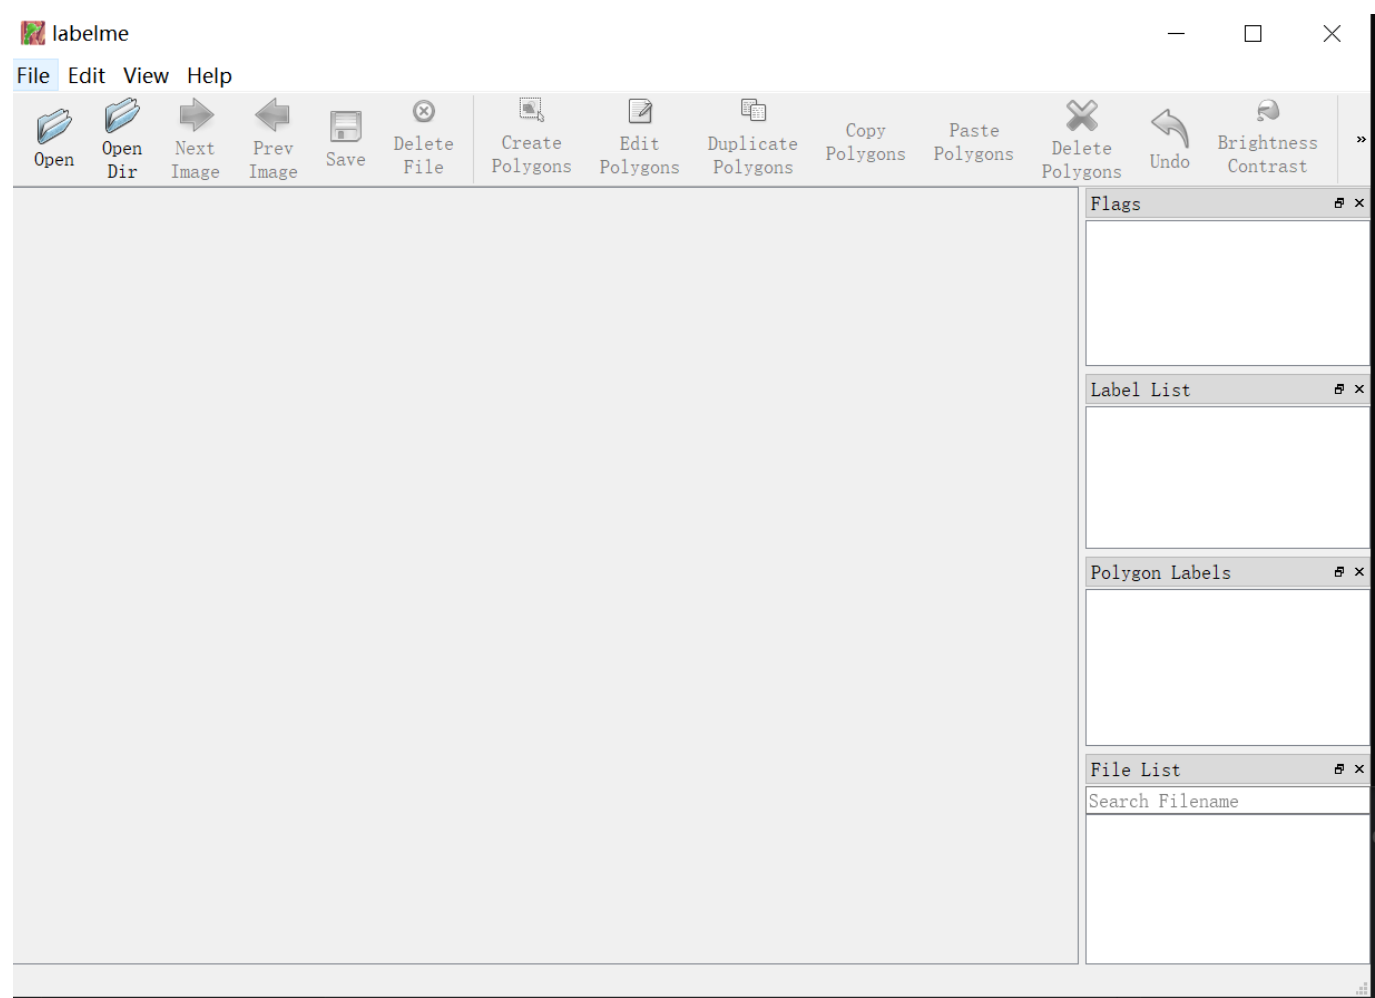 labelme
File Edit View Help
Open
Open
Dir
Next
Image
Prev
Image
Save
Delete
File
Create
Polygons
Edit
Polygons
Duplicate
Polygons
Copy
Polygons
Paste
Polygons
Delete
Polygons
Undo
Brightness
Contrast
»
Flags
Label List
Polygon Labels
File List
Search Filename